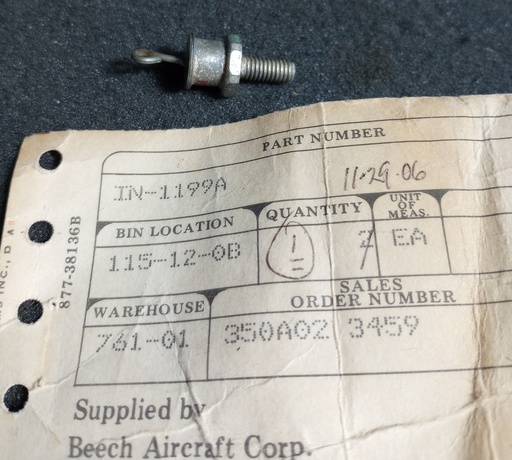 PART NUMBER
IN-1199A
11·29·06
BIN LOCATION
QUANTITY
UNIT OF MEAS.
115-12-0B
1
2
EA
WAREHOUSE
SALES ORDER NUMBER
761-01
350A02 3459
Supplied by
Beech Aircraft Corp.
877-38136B